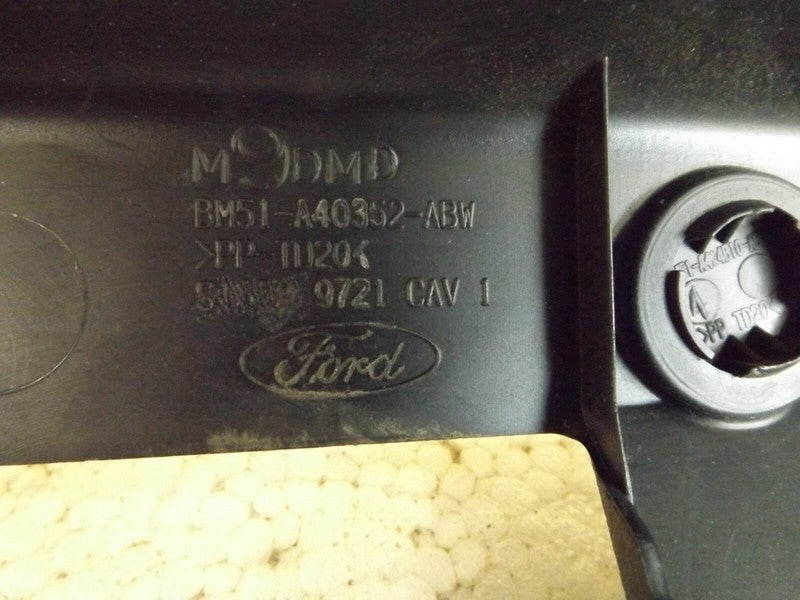 M DMD
BM51-A40352-ABW
>PP-TD20<
9721 CAV 1
Ford
>PP TD20